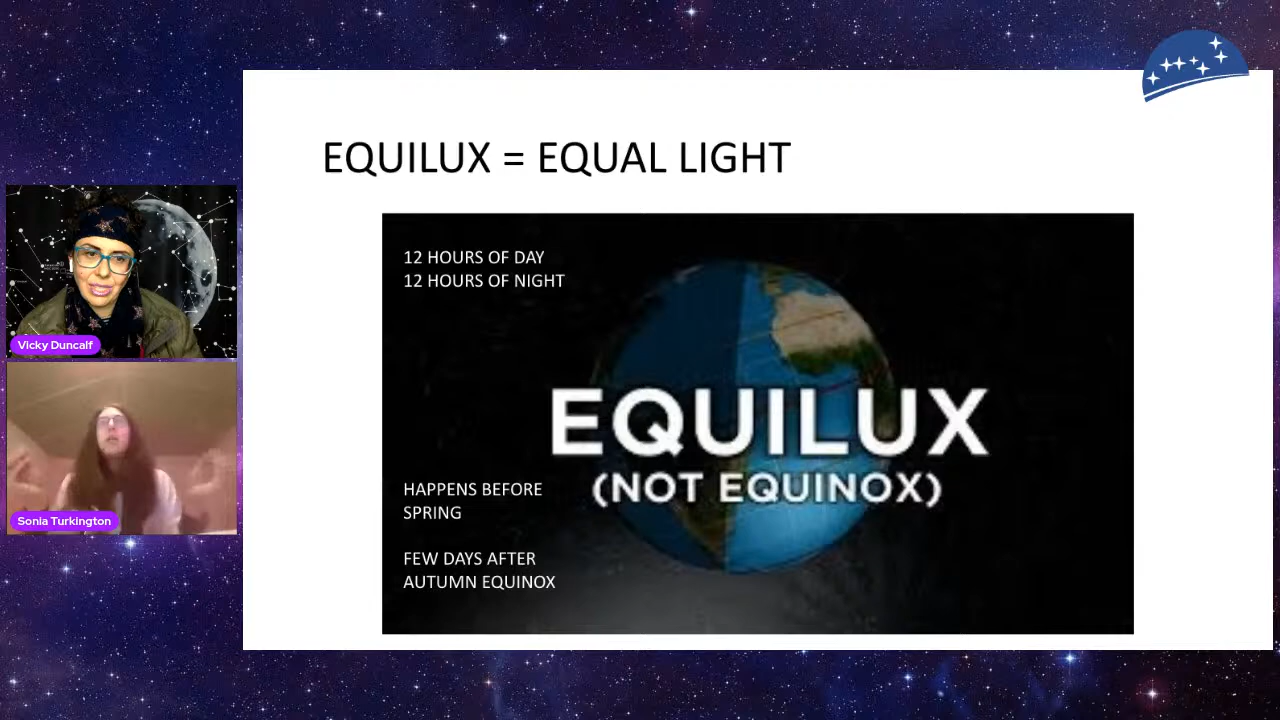 EQUILUX = EQUAL LIGHT
12 HOURS OF DAY
12 HOURS OF NIGHT
EQUILUX
(NOT EQUINOX)
HAPPENS BEFORE
SPRING
FEW DAYS AFTER
AUTUMN EQUINOX
Vicky Duncalf
Sonia Turkington